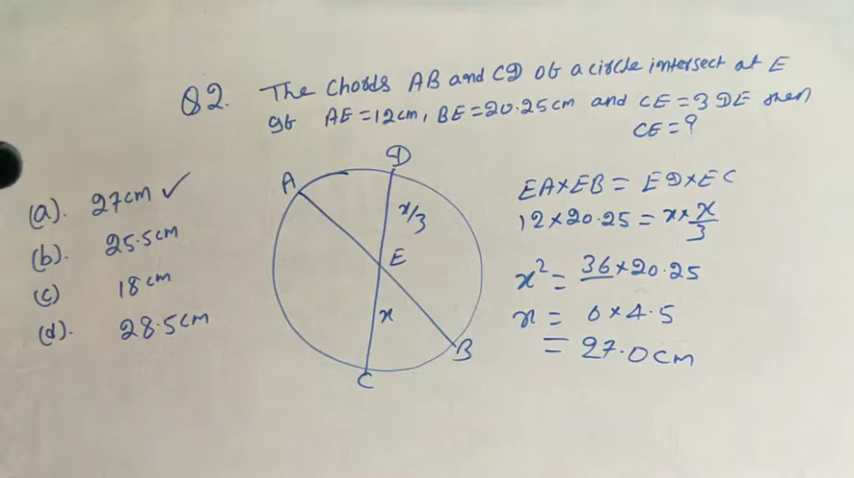 Q2. The chords AB and CD of a circle intersect at E
If AE = 12cm, BE = 20.25cm and CE = 3 DE then
CE = ?
(a). 27cm ✓
(b). 25.5cm
(c) 18cm
(d). 28.5cm
A
D
x/3
E
x
B
C
EA×EB = ED×EC
12×20.25 = x×x/3
x² = 36×20.25
x = 6×4.5
= 27.0cm